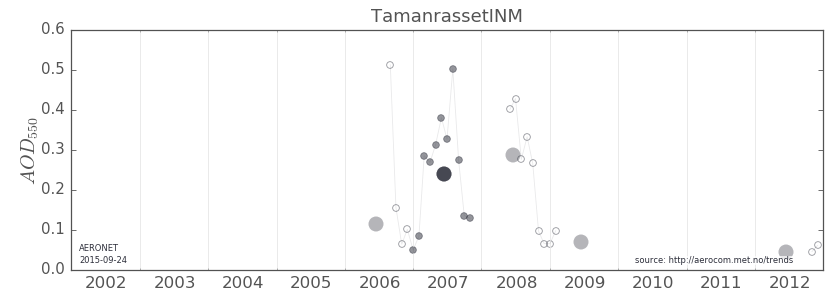 TamanrassetINM
0.6
0.5
0.4
0.3
0.2
0.1
0.0
AOD550
AERONET
2015-09-24
source: http://aerocom.met.no/trends
2002 2003 2004 2005 2006 2007 2008 2009 2010 2011 2012